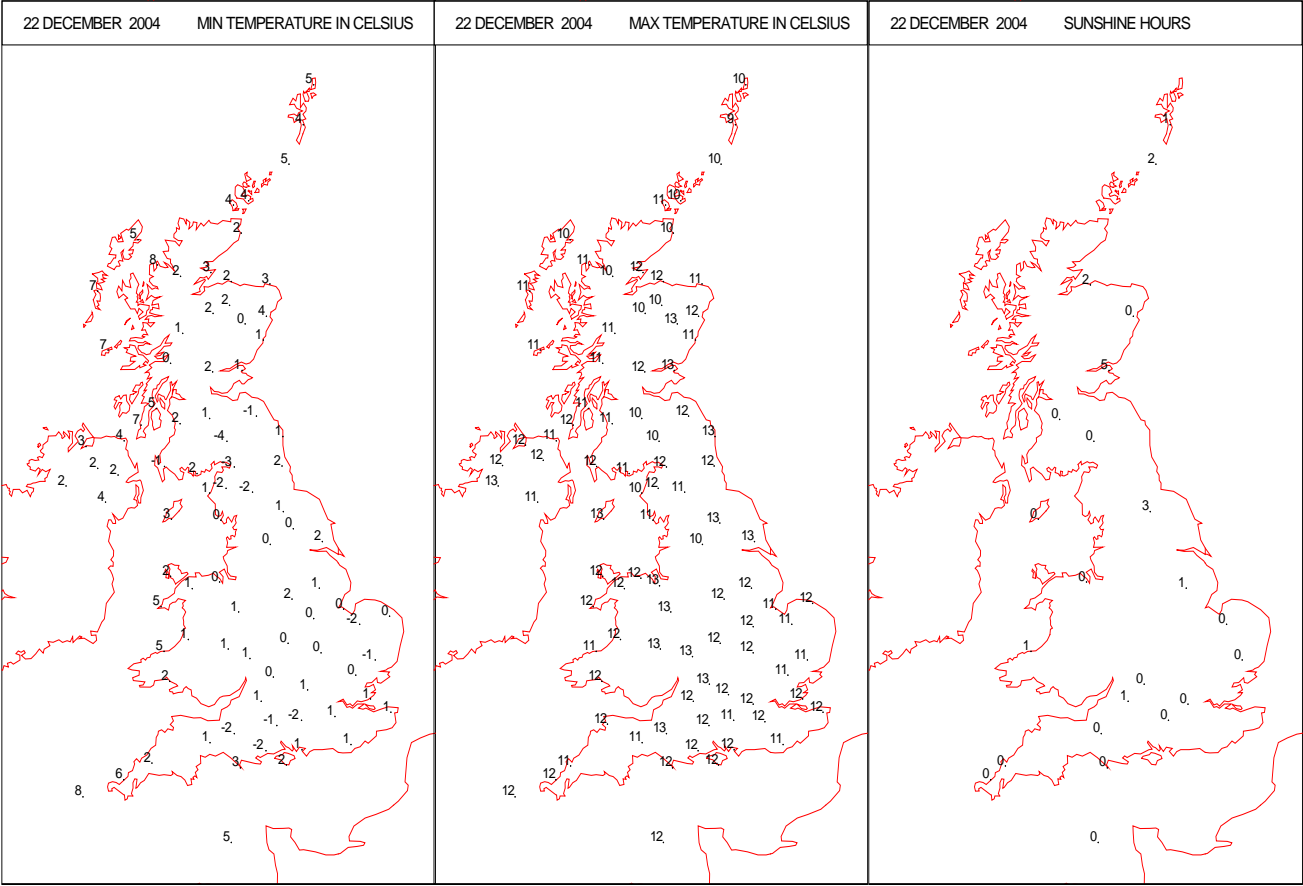 22 DECEMBER 2004 MIN TEMPERATURE IN CELSIUS
5.
4.
5.
4. 4.
2.
5.
8. 2. 3.
2. 3.
7.
2.
2. 4.
0.
1. 1.
7.
0. 2. 1.
5.
1. -1.
7. 2.
3. 4. -4. 1.
2. -1. 2. -3. 2.
2. 2.
1. -2. -2.
4.
1.
3. 0. 0.
0. 2.
2. 1. 0. 1.
2.
5. 1. 0. 0.
0. -2.
1. 0.
5. 1. 1. 0.
-1.
2. 0. 0.
1.
1. 1.
1. 1.
-1. -2.
-2.
1. -2. 1. 1.
2. 3. 2.
6.
8.
5.
22 DECEMBER 2004 MAX TEMPERATURE IN CELSIUS
10.
9.
10.
11. 10.
10.
10.
11. 10. 12.
12. 11.
11.
10.
10. 12.
13.
11. 11.
11.
11. 12. 13.
11.
10. 12.
12. 11.
12. 11. 10. 13.
12. 12. 12. 11. 12. 12.
13. 12.
10. 11.
11.
13. 11. 13.
10. 13.
12. 12. 12. 13. 12.
12.
12. 13. 11. 12.
12. 11.
12. 12.
11. 13. 13. 12.
11.
12. 13. 11.
12.
12. 12. 12.
12.
12. 12. 11. 12.
13.
11. 12. 12. 11.
11. 12. 12.
12.
12.
12.
22 DECEMBER 2004 SUNSHINE HOURS
1.
2.
2.
0.
5.
0.
0.
3.
0.
0. 1.
0.
1. 0.
0.
1. 0.
0.
0.
0. 0.
0.
0.